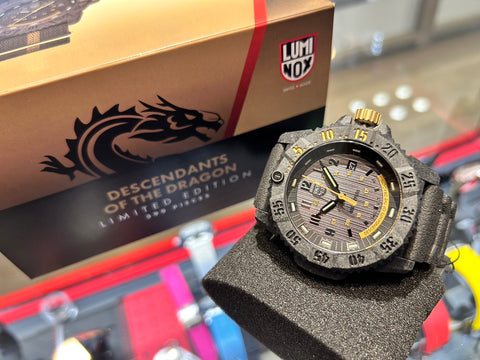 LUMI
NOX
SWISS MADE
DESCENDANTS
OF THE DRAGON
LIMITED EDITION
5 10 15 20 25 30 35 40 45 50